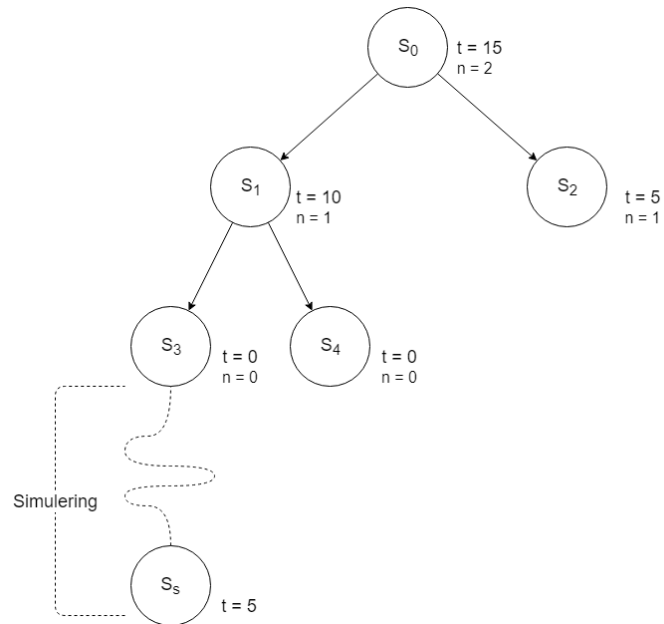 S₀
t = 15
n = 2
S₁
t = 10
n = 1
S₂
t = 5
n = 1
S₃
t = 0
n = 0
S₄
t = 0
n = 0
Simulering
Sₛ
t = 5